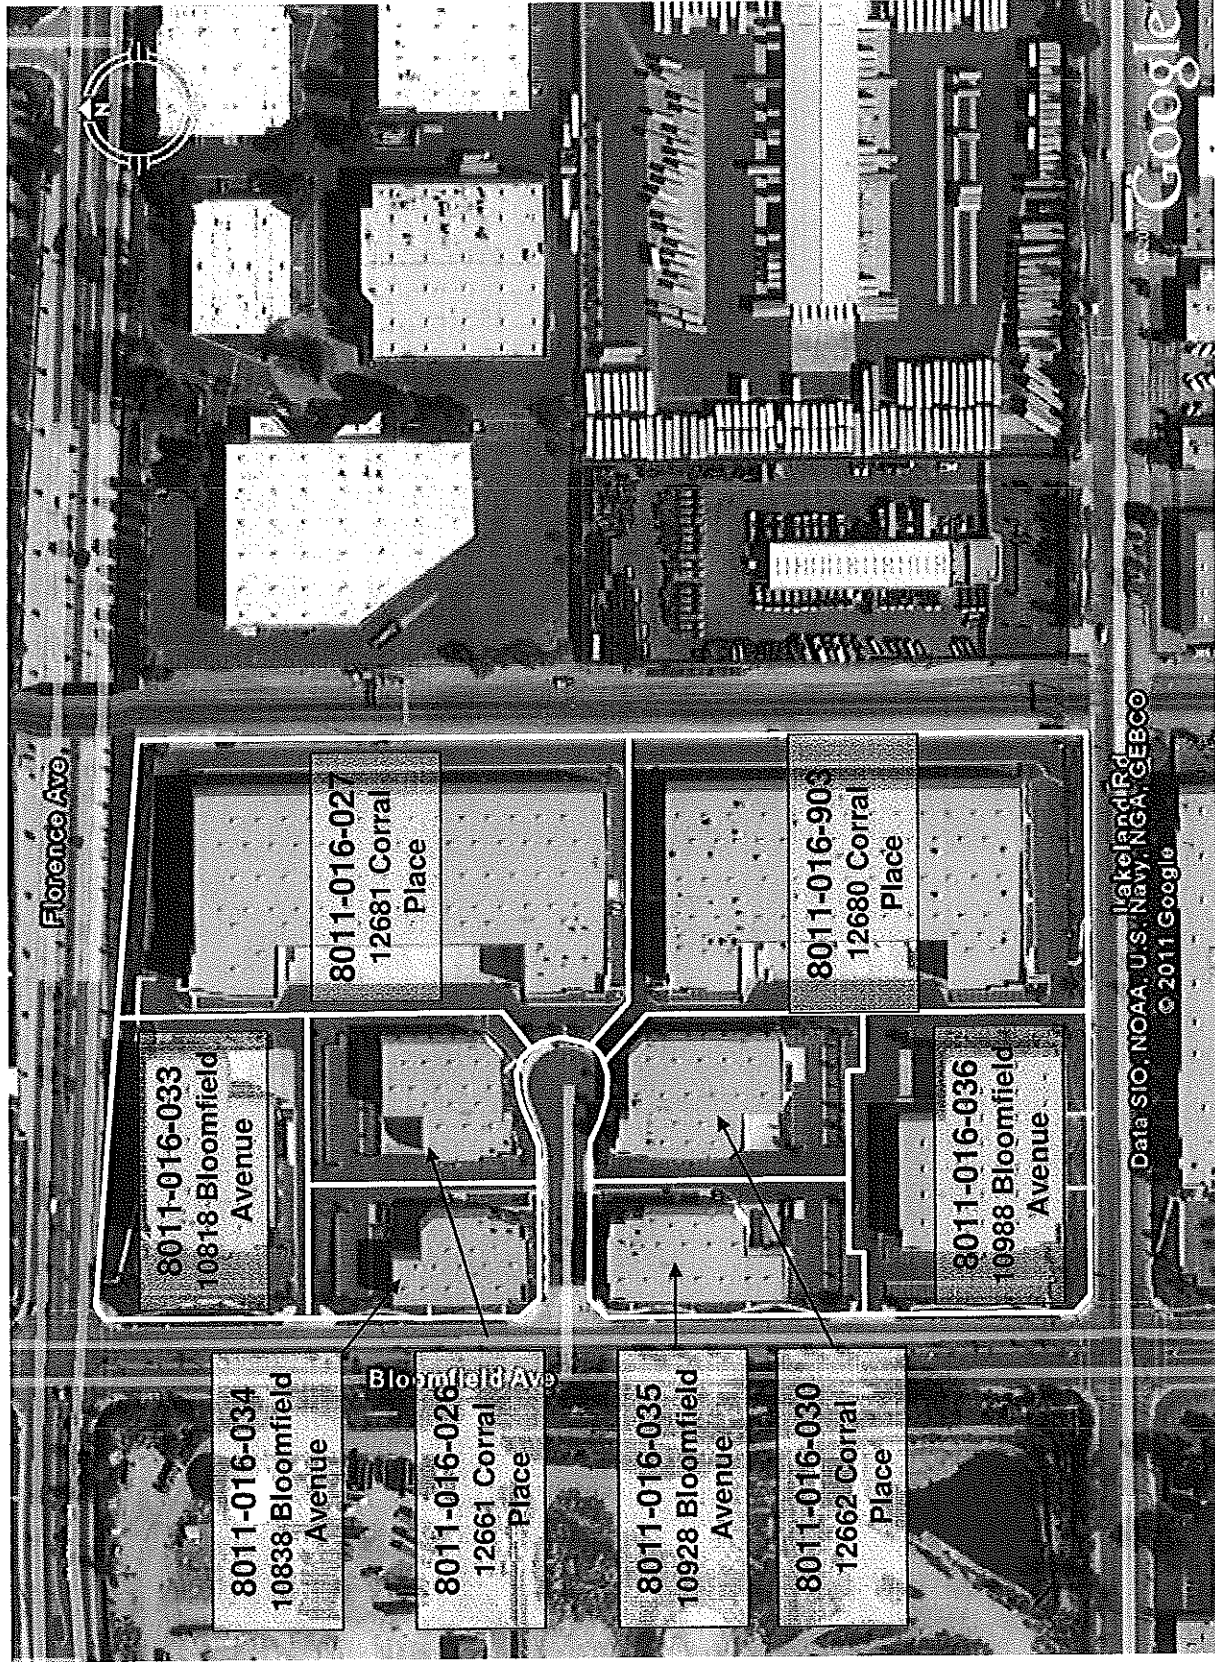 Florence Ave
N
8011-016-033
10818 Bloomfield
Avenue
8011-016-027
12681 Corral
Place
8011-016-034
10838 Bloomfield
Avenue
Bloomfield Ave
8011-016-026
12661 Corral
Place
8011-016-035
10928 Bloomfield
Avenue
8011-016-030
12662 Corral
Place
8011-016-903
12680 Corral
Place
8011-016-036
10988 Bloomfield
Avenue
Lakeland Rd
Data SIO, NOAA, U.S. Navy, NGA, GEBCO
© 2011 Google
Google